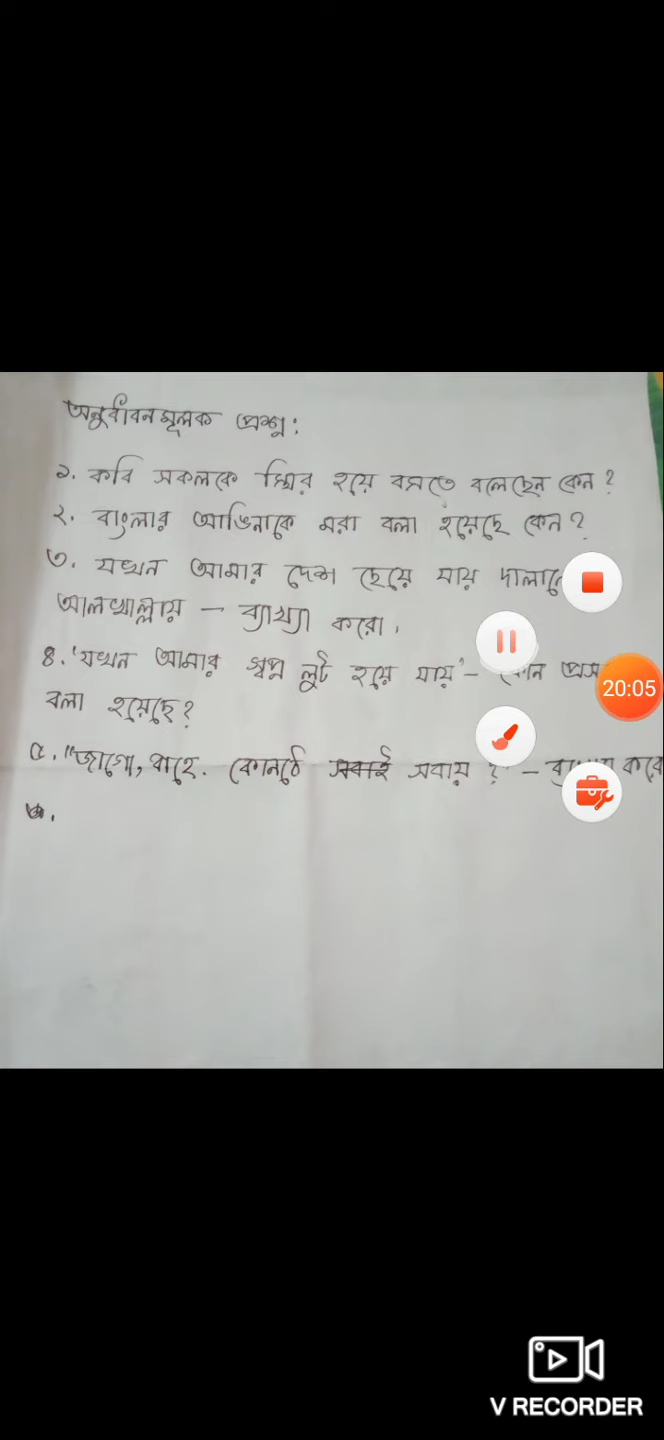 অনুধাবনমূলক প্রশ্ন:
১. কবি সকলকে স্থির হয়ে বসতে বলেছেন কেন?
২. বাংলার আঙিনাকে মরা বলা হয়েছে কেন?
৩. যখন আমার দেশ ছেয়ে যায়
আলখাল্লায় – ব্যাখ্যা করো।
৪. 'যখন আমার স্বপ্ন লুট হয়ে যায়' –
20:05
বলা হয়েছে?
৫. "জাগো, বাহে. কোনঠে সবাই সবায়?" –
৬.
V RECORDER